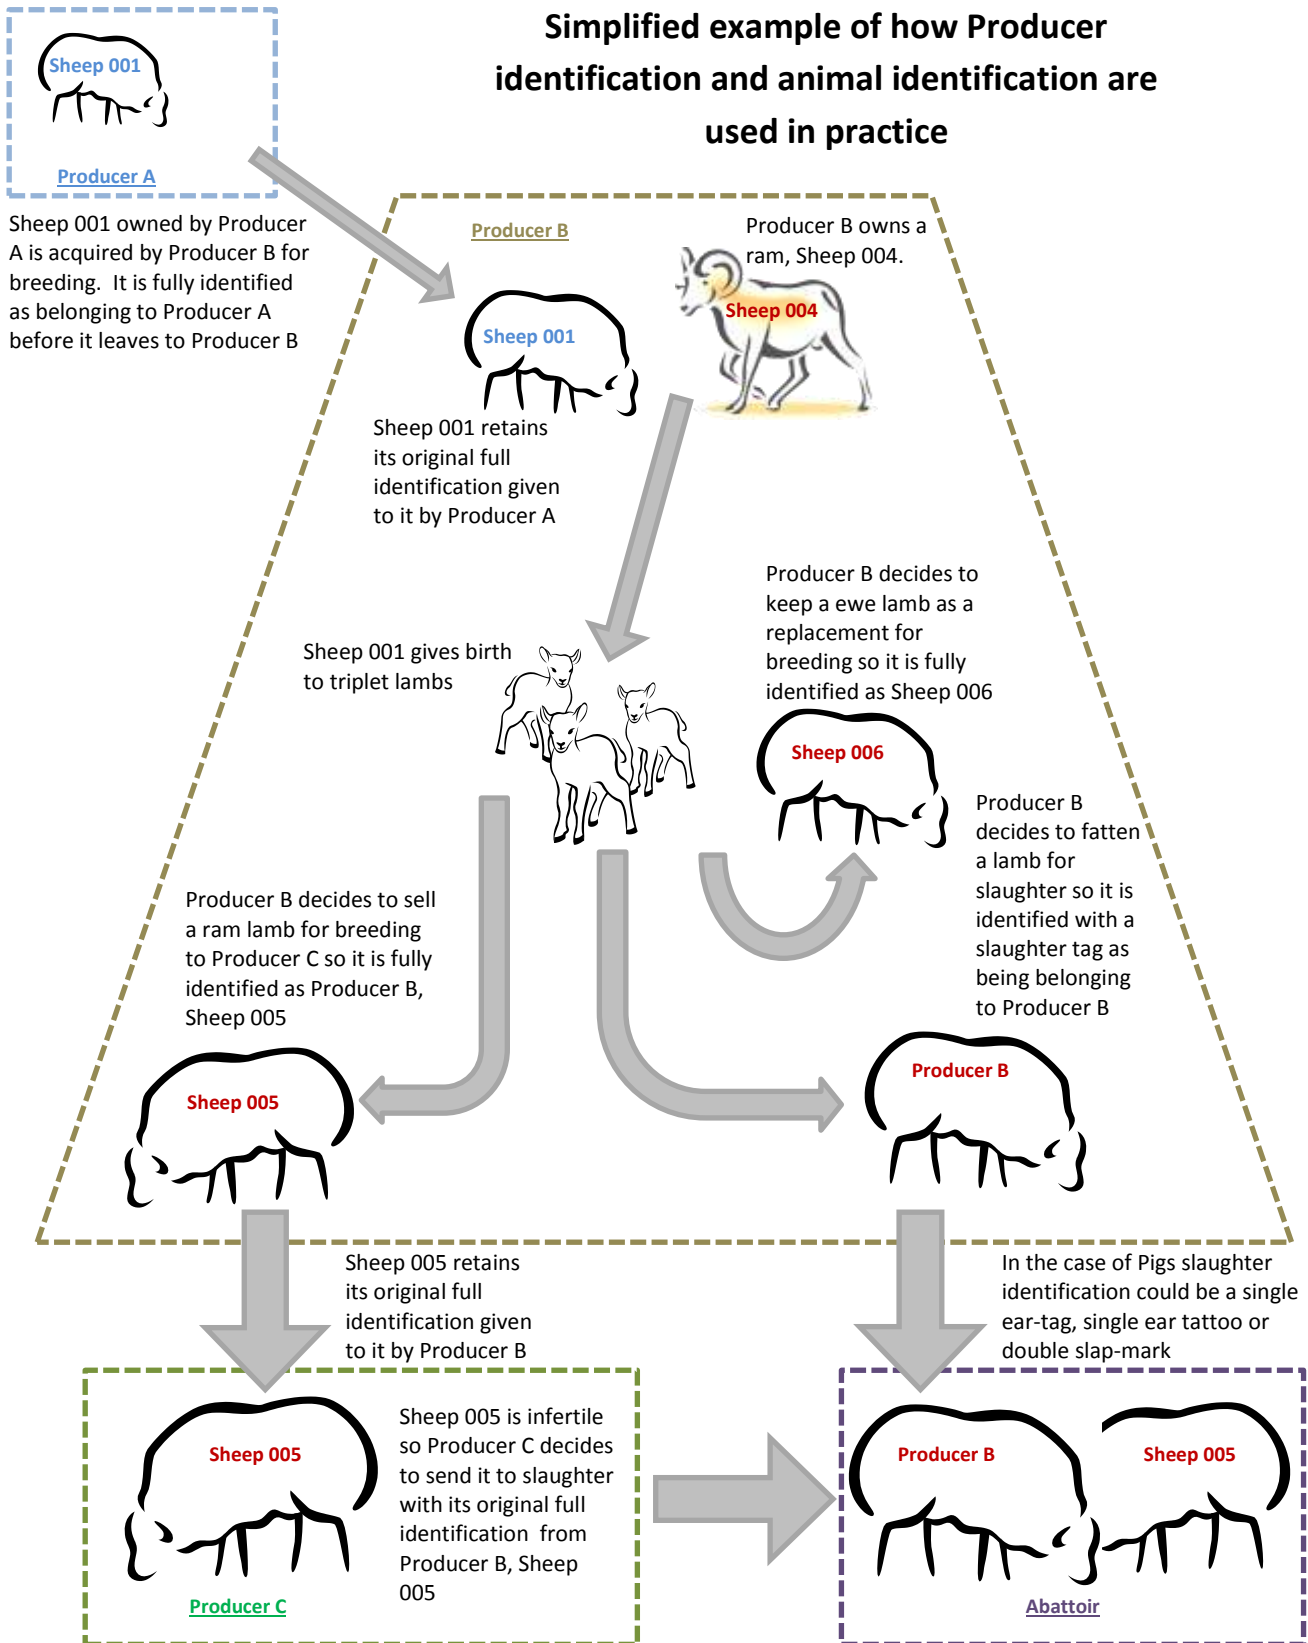 Simplified example of how Producer
identification and animal identification are
used in practice
Sheep 001
Producer A
Sheep 001 owned by Producer
A is acquired by Producer B for
breeding.  It is fully identified
as belonging to Producer A
before it leaves to Producer B
Producer B
Producer B owns a
ram, Sheep 004.
Sheep 001
Sheep 004
Sheep 001 retains
its original full
identification given
to it by Producer A
Sheep 001 gives birth
to triplet lambs
Producer B decides to
keep a ewe lamb as a
replacement for
breeding so it is fully
identified as Sheep 006
Sheep 006
Producer B
decides to fatten
a lamb for
slaughter so it is
identified with a
slaughter tag as
being belonging
to Producer B
Producer B decides to sell
a ram lamb for breeding
to Producer C so it is fully
identified as Producer B,
Sheep 005
Sheep 005
Producer B
Sheep 005 retains
its original full
identification given
to it by Producer B
In the case of Pigs slaughter
identification could be a single
ear-tag, single ear tattoo or
double slap-mark
Sheep 005
Sheep 005 is infertile
so Producer C decides
to send it to slaughter
with its original full
identification  from
Producer B, Sheep
005
Producer C
Producer B
Sheep 005
Abattoir